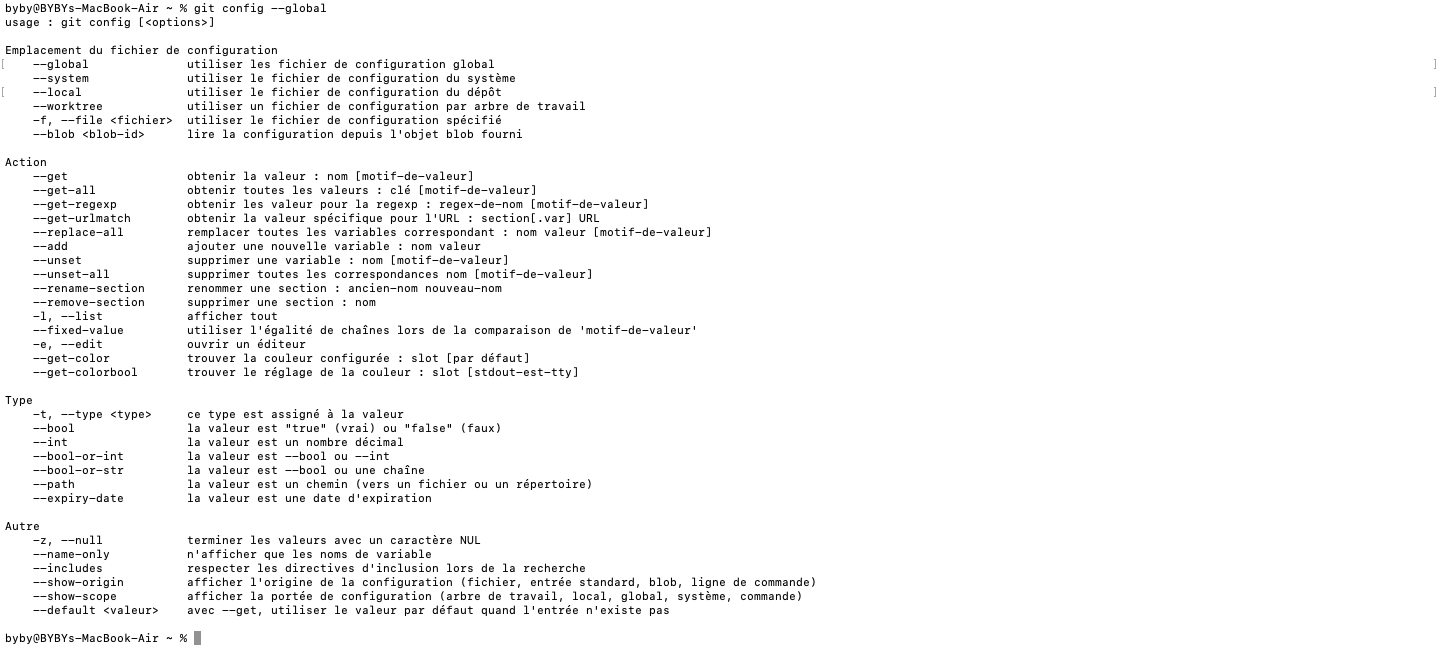 byby@BYBYs-MacBook-Air ~ % git config --global
usage : git config [<options>]

Emplacement du fichier de configuration
[    --global              utiliser les fichier de configuration global ]
    --system              utiliser le fichier de configuration du système
[    --local               utiliser le fichier de configuration du dépôt ]
    --worktree            utiliser un fichier de configuration par arbre de travail
    -f, --file <fichier>  utiliser le fichier de configuration spécifié
    --blob <blob-id>      lire la configuration depuis l'objet blob fourni

Action
    --get                 obtenir la valeur : nom [motif-de-valeur]
    --get-all             obtenir toutes les valeurs : clé [motif-de-valeur]
    --get-regexp          obtenir les valeur pour la regexp : regex-de-nom [motif-de-valeur]
    --get-urlmatch        obtenir la valeur spécifique pour l'URL : section[.var] URL
    --replace-all         remplacer toutes les variables correspondant : nom valeur [motif-de-valeur]
    --add                 ajouter une nouvelle variable : nom valeur
    --unset               supprimer une variable : nom [motif-de-valeur]
    --unset-all           supprimer toutes les correspondances nom [motif-de-valeur]
    --rename-section      renommer une section : ancien-nom nouveau-nom
    --remove-section      supprimer une section : nom
    -l, --list            afficher tout
    --fixed-value         utiliser l'égalité de chaînes lors de la comparaison de 'motif-de-valeur'
    -e, --edit            ouvrir un éditeur
    --get-color           trouver la couleur configurée : slot [par défaut]
    --get-colorbool       trouver le réglage de la couleur : slot [stdout-est-tty]

Type
    -t, --type <type>     ce type est assigné à la valeur
    --bool                la valeur est "true" (vrai) ou "false" (faux)
    --int                 la valeur est un nombre décimal
    --bool-or-int         la valeur est --bool ou --int
    --bool-or-str         la valeur est --bool ou une chaîne
    --path                la valeur est un chemin (vers un fichier ou un répertoire)
    --expiry-date         la valeur est une date d'expiration

Autre
    -z, --null            terminer les valeurs avec un caractère NUL
    --name-only           n'afficher que les noms de variable
    --includes            respecter les directives d'inclusion lors de la recherche
    --show-origin         afficher l'origine de la configuration (fichier, entrée standard, blob, ligne de commande)
    --show-scope          afficher la portée de configuration (arbre de travail, local, global, système, commande)
    --default <valeur>    avec --get, utiliser le valeur par défaut quand l'entrée n'existe pas

byby@BYBYs-MacBook-Air ~ %